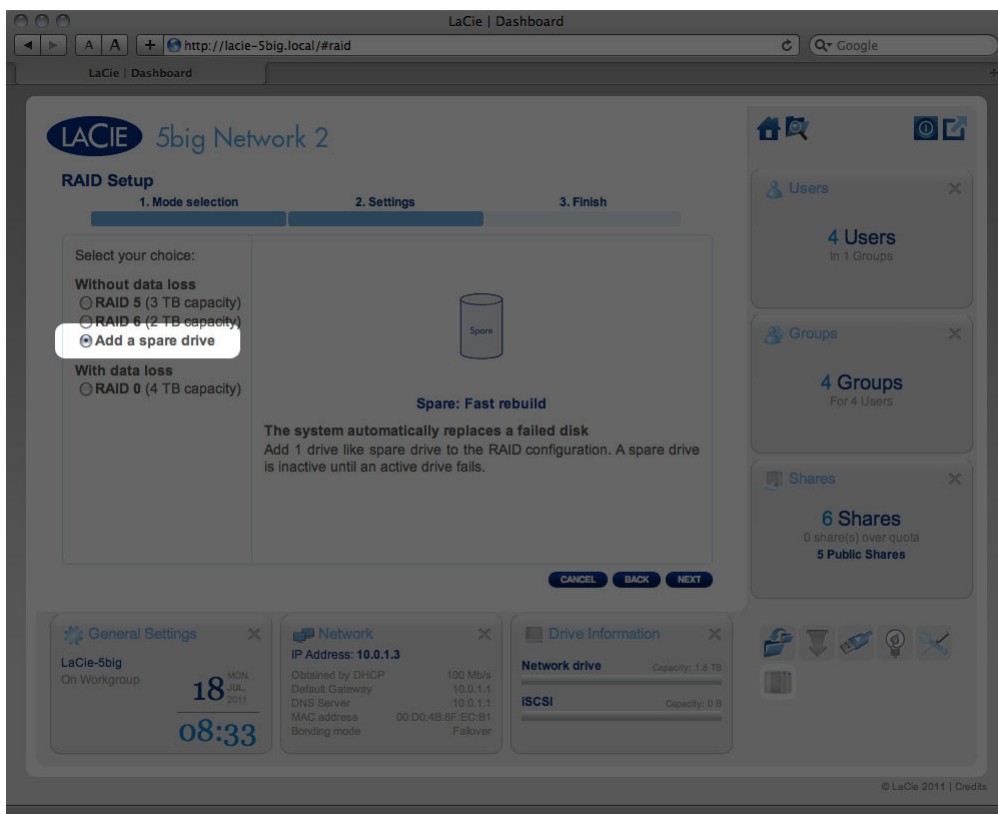 LaCie | Dashboard
A A + http://lacie-5big.local/#raid Google
LaCie | Dashboard +
LACIE 5big Network 2
RAID Setup
1. Mode selection 2. Settings 3. Finish
Select your choice:
Without data loss
RAID 5 (3 TB capacity)
RAID 6 (2 TB capacity)
Add a spare drive
With data loss
RAID 0 (4 TB capacity)
Spare
Spare: Fast rebuild
The system automatically replaces a failed disk
Add 1 drive like spare drive to the RAID configuration. A spare drive
is inactive until an active drive fails.
CANCEL BACK NEXT
Users
4 Users
In 1 Groups
Groups
4 Groups
For 4 Users
Shares
6 Shares
0 share(s) over quota
5 Public Shares
General Settings
LaCie-5big
On Workgroup
18 MON. JUL. 2011
08:33
Network
IP Address: 10.0.1.3
Obtained by DHCP 100 Mb/s
Default Gateway 10.0.1.1
DNS Server 10.0.1.1
MAC address 00:D0:4B:8F:EC:B1
Bonding mode Failover
Drive Information
Network drive Capacity: 1.8 TB
ISCSI Capacity: 0 B
© LaCie 2011 | Credits